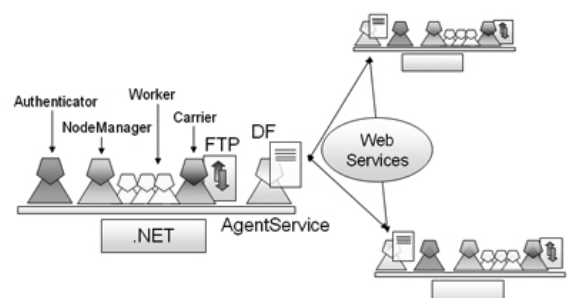 Worker
Authenticator
Carrier
NodeManager
FTP
DF
Web
Services
AgentService
.NET